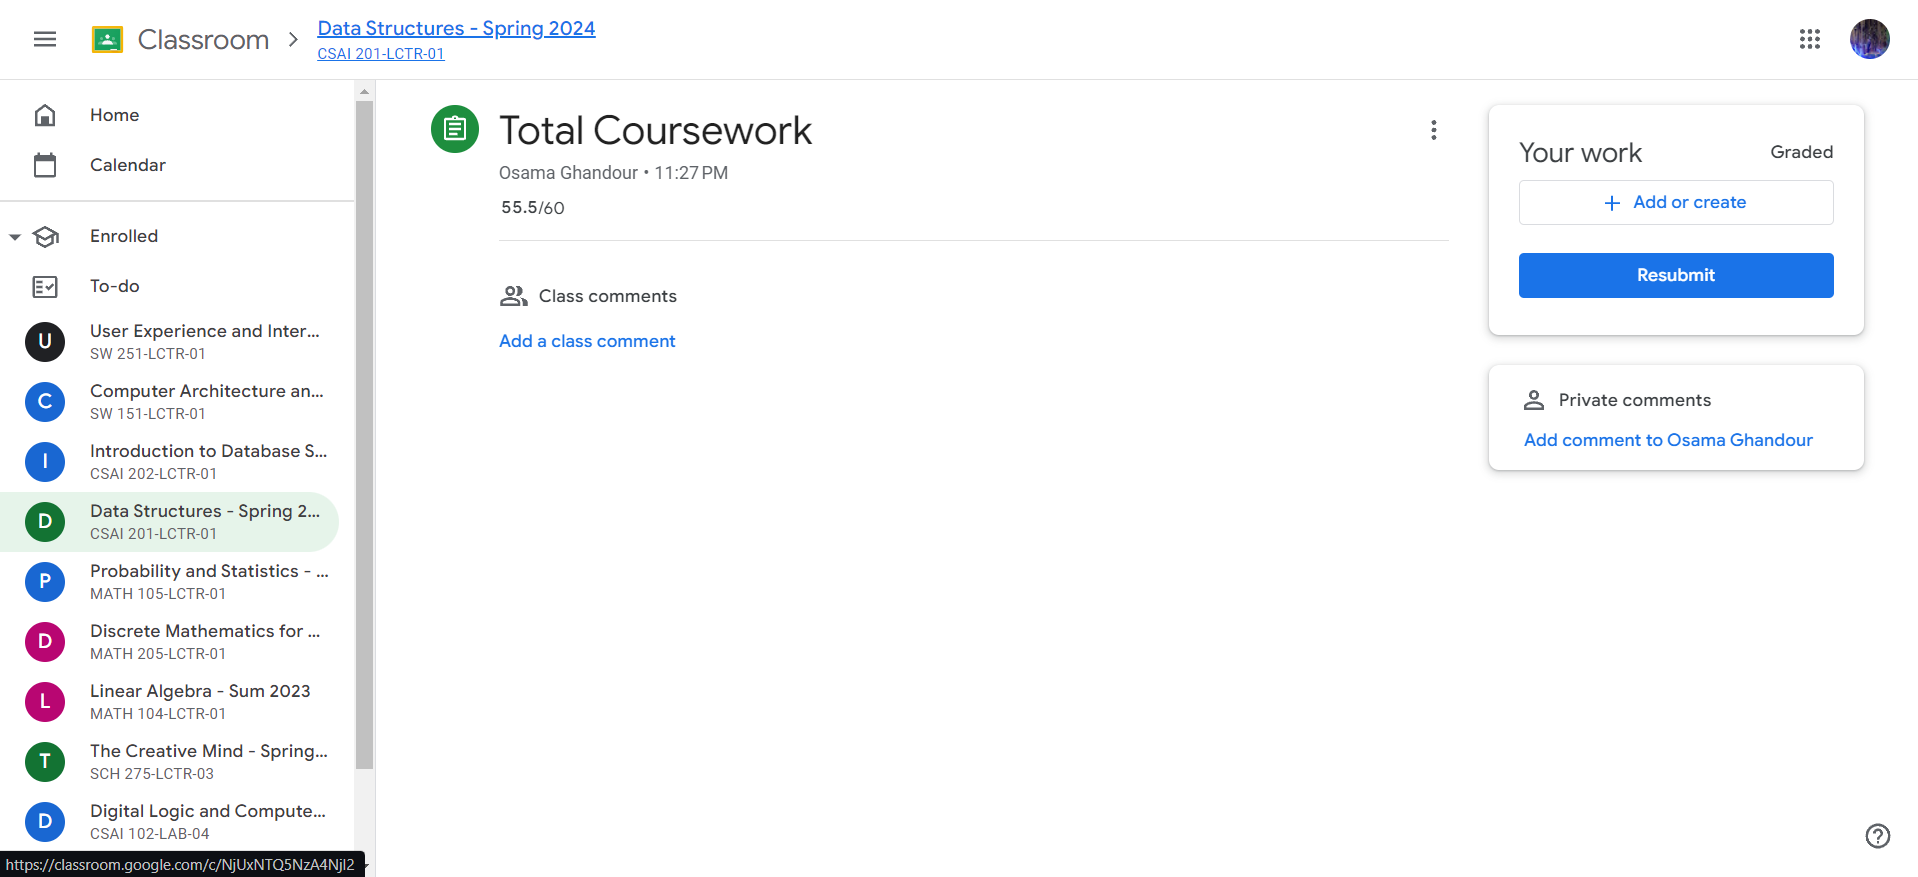 Classroom
Data Structures - Spring 2024
CSAI 201-LCTR-01
Home
Calendar
Enrolled
To-do
U
User Experience and Inter...
SW 251-LCTR-01
C
Computer Architecture an...
SW 151-LCTR-01
I
Introduction to Database S...
CSAI 202-LCTR-01
D
Data Structures - Spring 2...
CSAI 201-LCTR-01
P
Probability and Statistics - ...
MATH 105-LCTR-01
D
Discrete Mathematics for ...
MATH 205-LCTR-01
L
Linear Algebra - Sum 2023
MATH 104-LCTR-01
T
The Creative Mind - Spring...
SCH 275-LCTR-03
D
Digital Logic and Compute...
CSAI 102-LAB-04
https://classroom.google.com/c/NjUxNTQ5NzA4Njl2
Total Coursework
Osama Ghandour • 11:27 PM
55.5/60
Class comments
Add a class comment
Your work
Graded
+ Add or create
Resubmit
Private comments
Add comment to Osama Ghandour